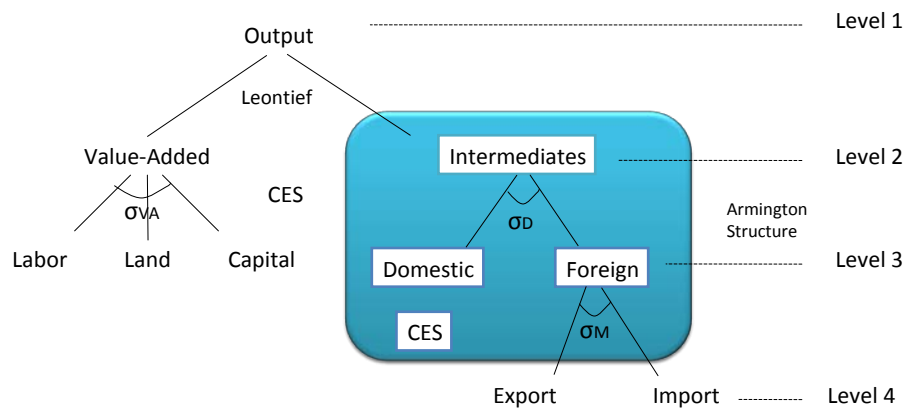 Level 1
Output
Leontief
Value-Added
Intermediates
Level 2
CES
σVA
σD
Armington
Structure
Labor
Land
Capital
Domestic
Foreign
Level 3
CES
σM
Export
Import
Level 4